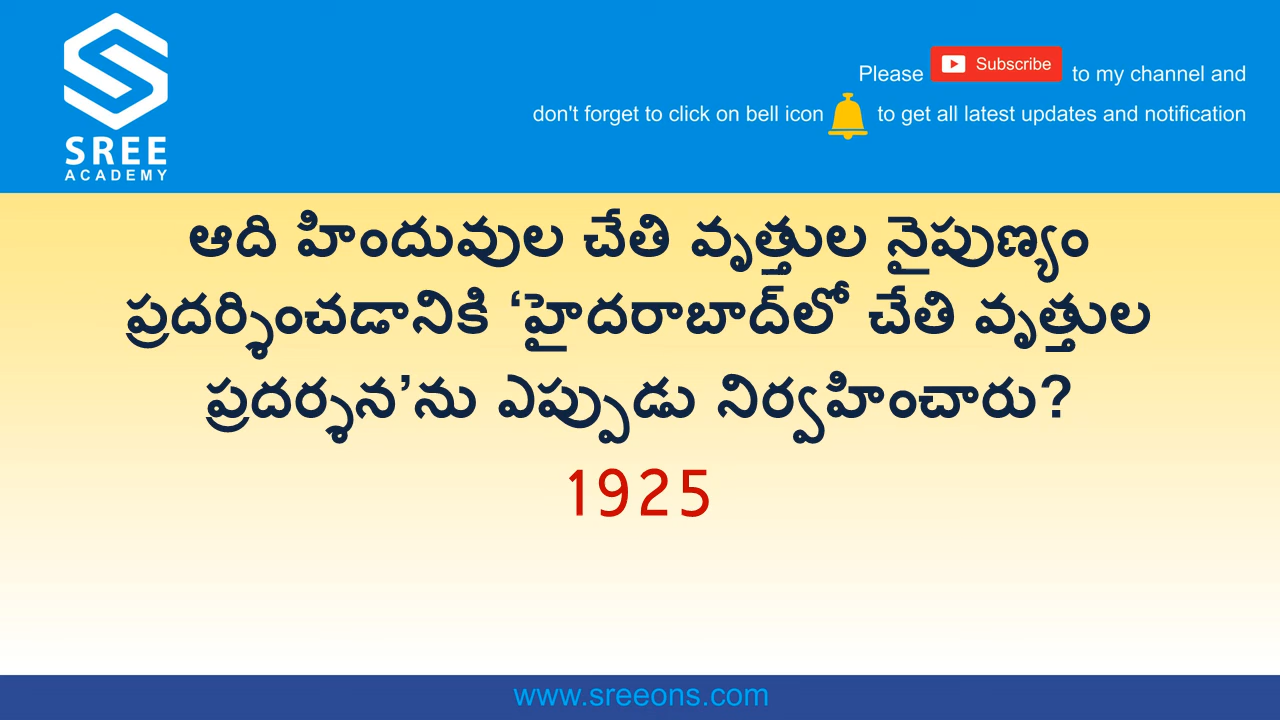 SREE
ACADEMY
Please Subscribe to my channel and
don't forget to click on bell icon to get all latest updates and notification
ఆది హిందువుల చేతి వృత్తుల నైపుణ్యం
ప్రదర్శించడానికి ‘హైదరాబాద్‌లో చేతి వృత్తుల
ప్రదర్శన’ను ఎప్పుడు నిర్వహించారు?
1925
www.sreeons.com